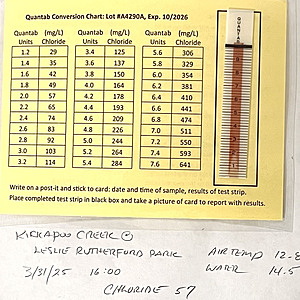 Quantab Conversion Chart: Lot #A4290A, Exp. 10/2026
Quantab Units (mg/L) Chloride Quantab Units (mg/L) Chloride Quantab Units (mg/L) Chloride
1.2 29 3.4 125 5.6 306
1.4 35 3.6 137 5.8 329
1.6 42 3.8 150 6.0 354
1.8 50 4.0 164 6.2 381
2.0 57 4.2 178 6.4 410
2.2 65 4.4 193 6.6 441
2.4 74 4.6 209 6.8 474
2.6 83 4.8 226 7.0 511
2.8 92 5.0 244 7.2 550
3.0 103 5.2 264 7.4 593
3.2 114 5.4 284 7.6 641
QUANTAB
Write on a post-it and stick to card: date and time of sample, results of test strip.
Place completed test strip in black box and take a picture of card to report with results.
KICKAPOO CREEK
LESLIE RUTHERFORD PARK AIR TEMP 12.8
3/31/25 16:00 WATER 14.5
CHLORIDE 57